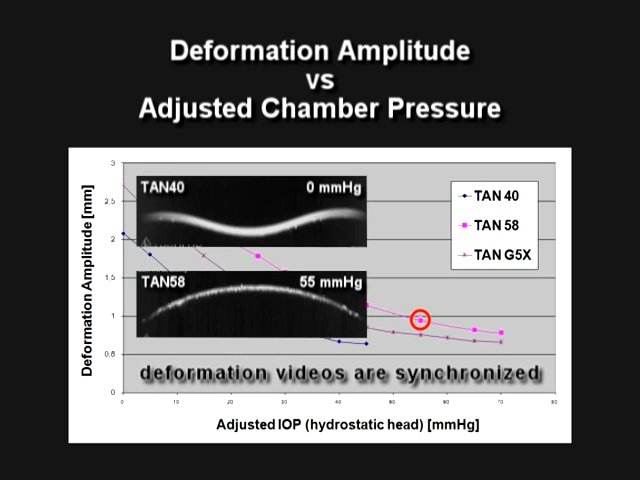 Deformation Amplitude
vs
Adjusted Chamber Pressure
3
2,5
2
1,5
1
0,5
0
Deformation Amplitude [mm]
TAN40 0 mmHg
TAN58 55 mmHg
TAN 40
TAN 58
TAN G5X
deformation videos are synchronized
0 10 20 30 40 50 60 70 80
Adjusted IOP (hydrostatic head) [mmHg]